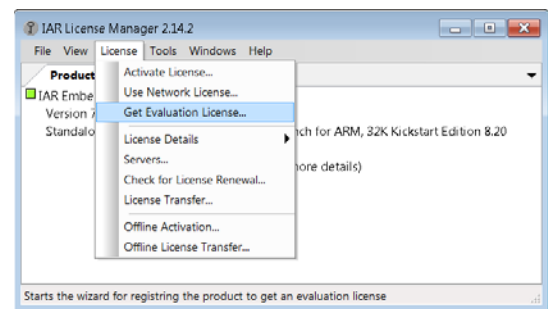 IAR License Manager 2.14.2
File View License Tools Windows Help
Product
Activate License...
IAR Embe
Use Network License...
Version 7
Get Evaluation License...
Standalo
nch for ARM, 32K Kickstart Edition 8.20
License Details
Servers...
more details)
Check for License Renewal...
License Transfer...
Offline Activation...
Offline License Transfer...
Starts the wizard for registering the product to get an evaluation license